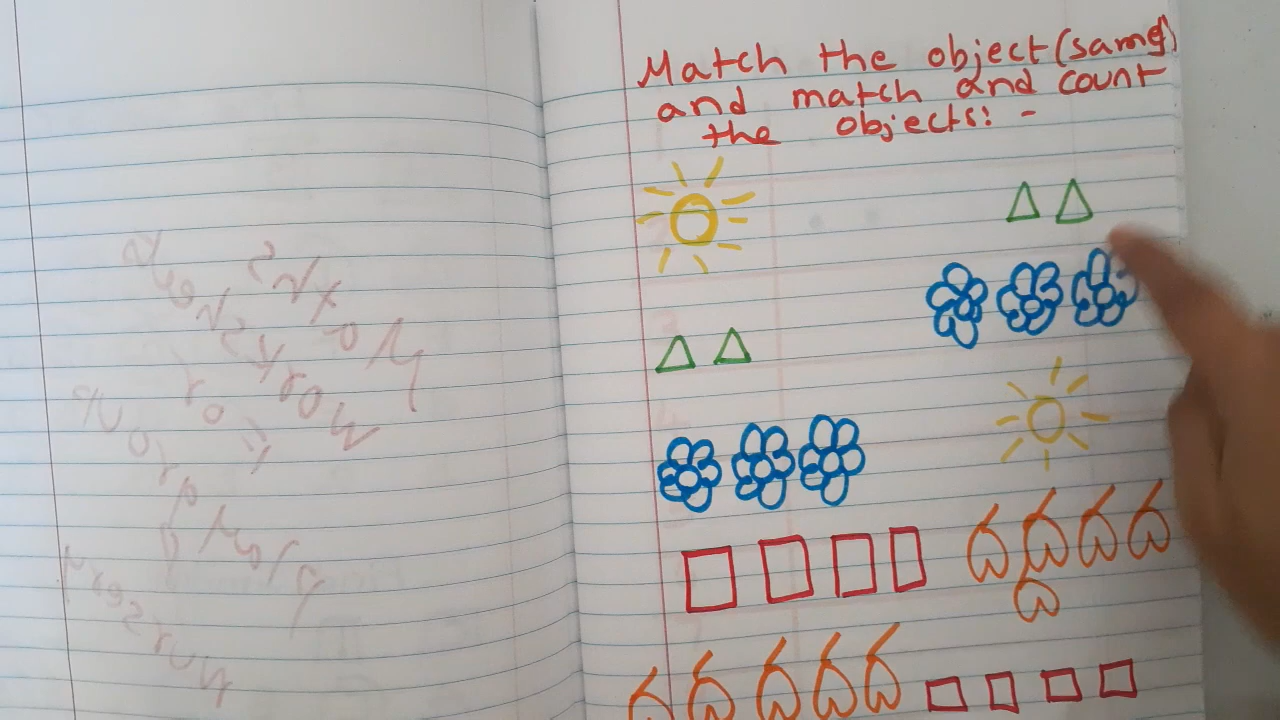 Match the object (same)
and match and count
the objects: -